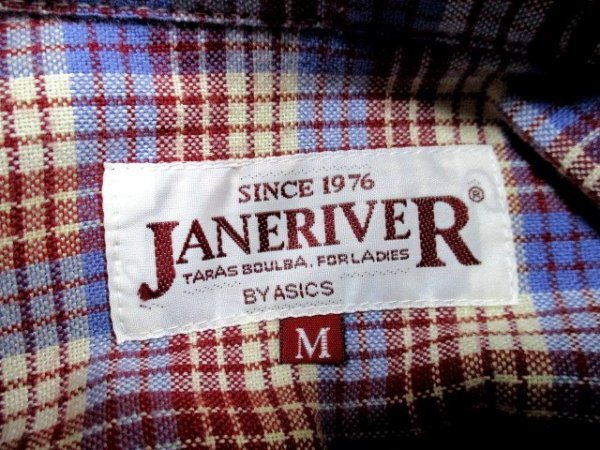 SINCE 1976
JANERIVER®
TARAS BOULBA. FOR LADIES
BY ASICS
M